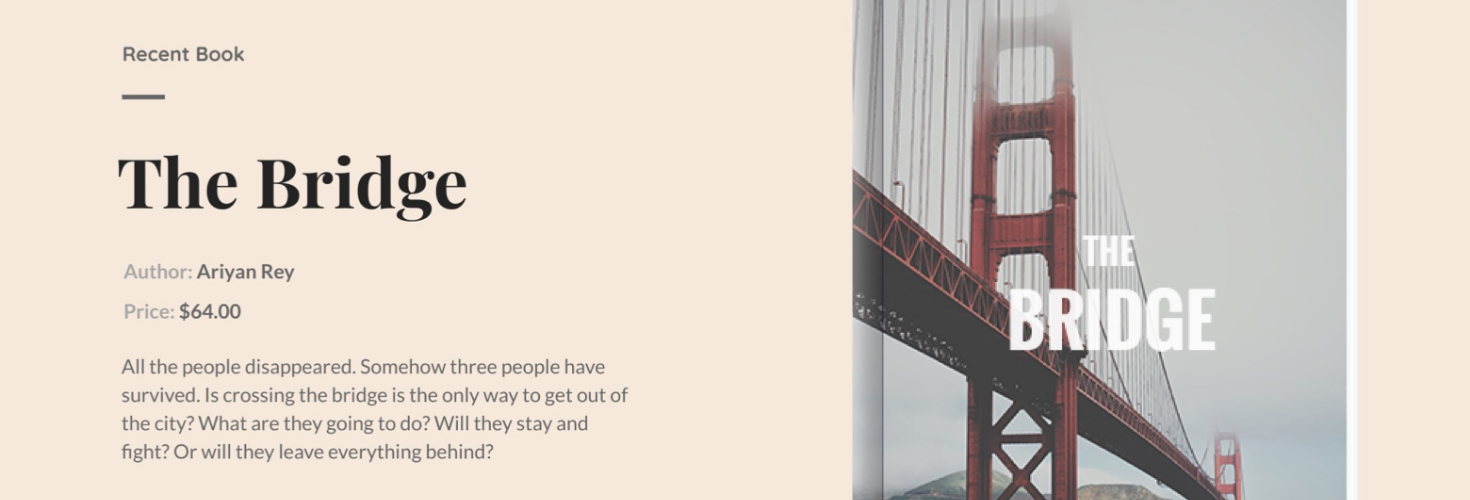 Recent Book
The Bridge
Author: Ariyan Rey
Price: $64.00
All the people disappeared. Somehow three people have
survived. Is crossing the bridge is the only way to get out of
the city? What are they going to do? Will they stay and
fight? Or will they leave everything behind?
THE
BRIDGE